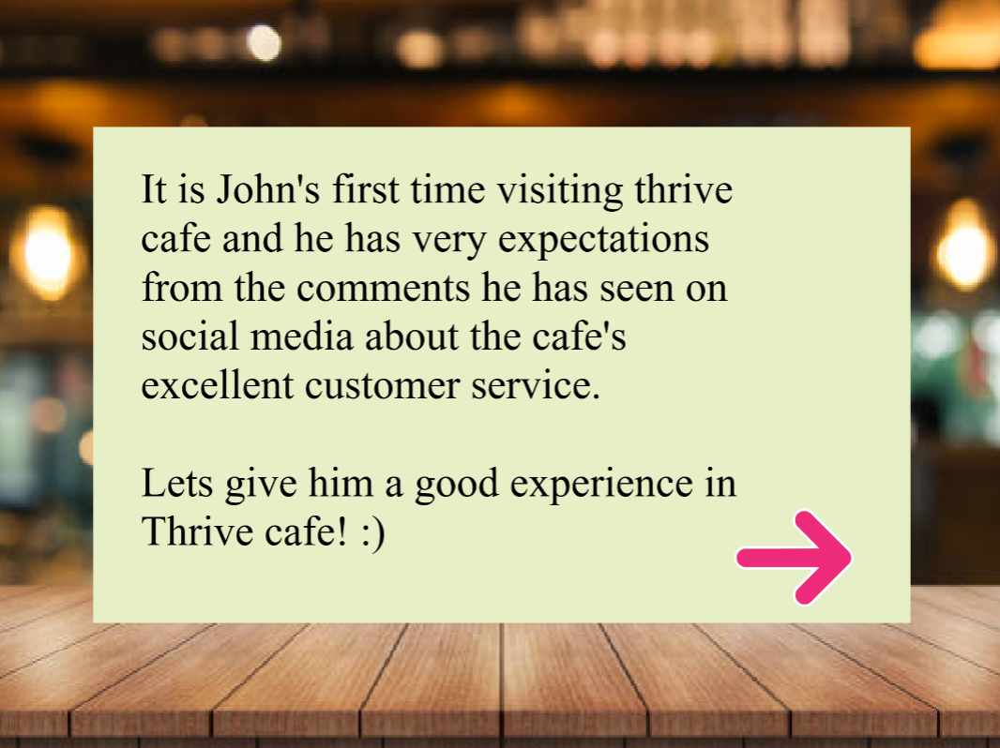 It is John's first time visiting thrive
cafe and he has very expectations
from the comments he has seen on
social media about the cafe's
excellent customer service.
Lets give him a good experience in
Thrive cafe! :)